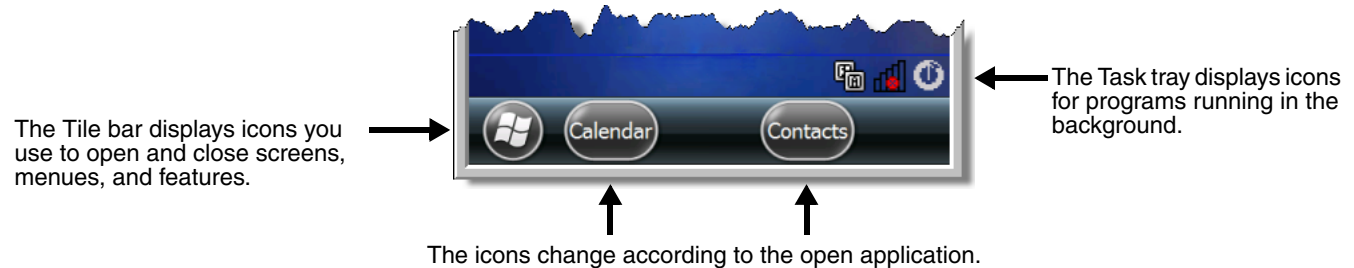 The Tile bar displays icons you
use to open and close screens,
menues, and features.
Calendar
Contacts
The Task tray displays icons
for programs running in the
background.
The icons change according to the open application.